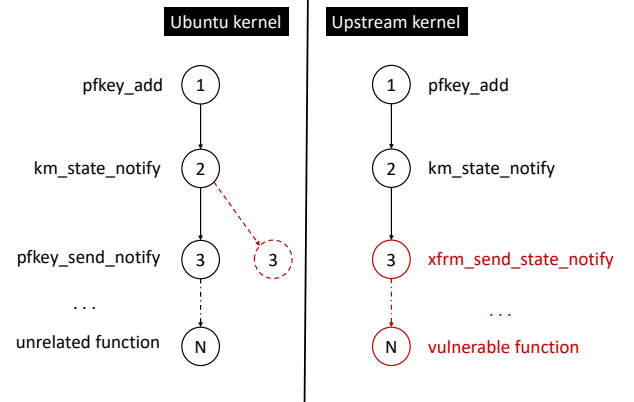 Ubuntu kernel
Upstream kernel
pfkey_add
1
1
pfkey_add
km_state_notify
2
2
km_state_notify
pfkey_send_notify
3
3
3
xfrm_send_state_notify
. . .
. . .
unrelated function
N
N
vulnerable function